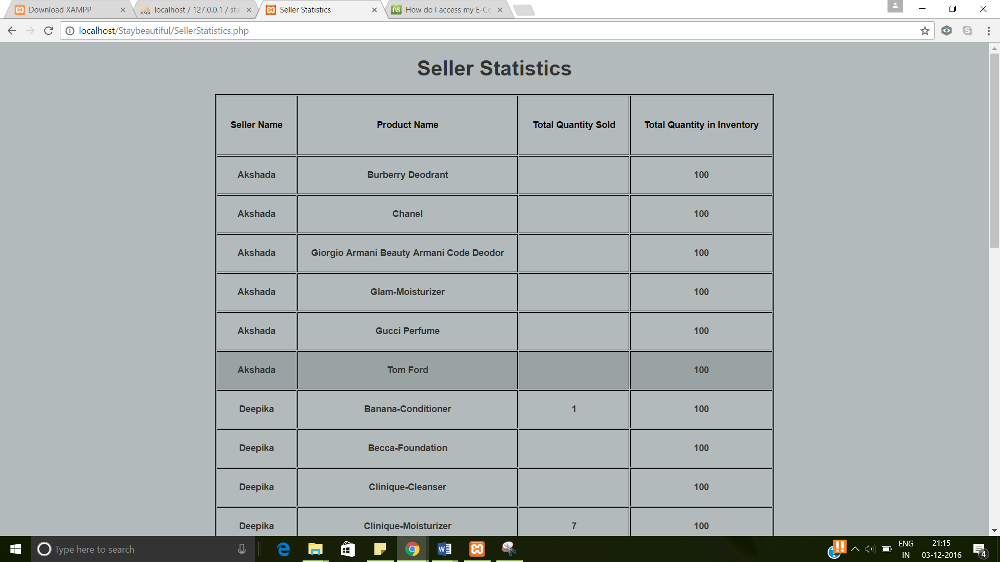 Download XAMPP
localhost / 127.0.0.1 / sta
Seller Statistics
How do I access my E-Co
localhost/Staybeautiful/SellerStatistics.php
Seller Statistics
Seller Name Product Name Total Quantity Sold Total Quantity in Inventory
Akshada Burberry Deodrant 100
Akshada Chanel 100
Akshada Giorgio Armani Beauty Armani Code Deodor 100
Akshada Glam-Moisturizer 100
Akshada Gucci Perfume 100
Akshada Tom Ford 100
Deepika Banana-Conditioner 1 100
Deepika Becca-Foundation 100
Deepika Clinique-Cleanser 100
Deepika Clinique-Moisturizer 7 100
Type here to search
ENG 21:15
IN 03-12-2016
4